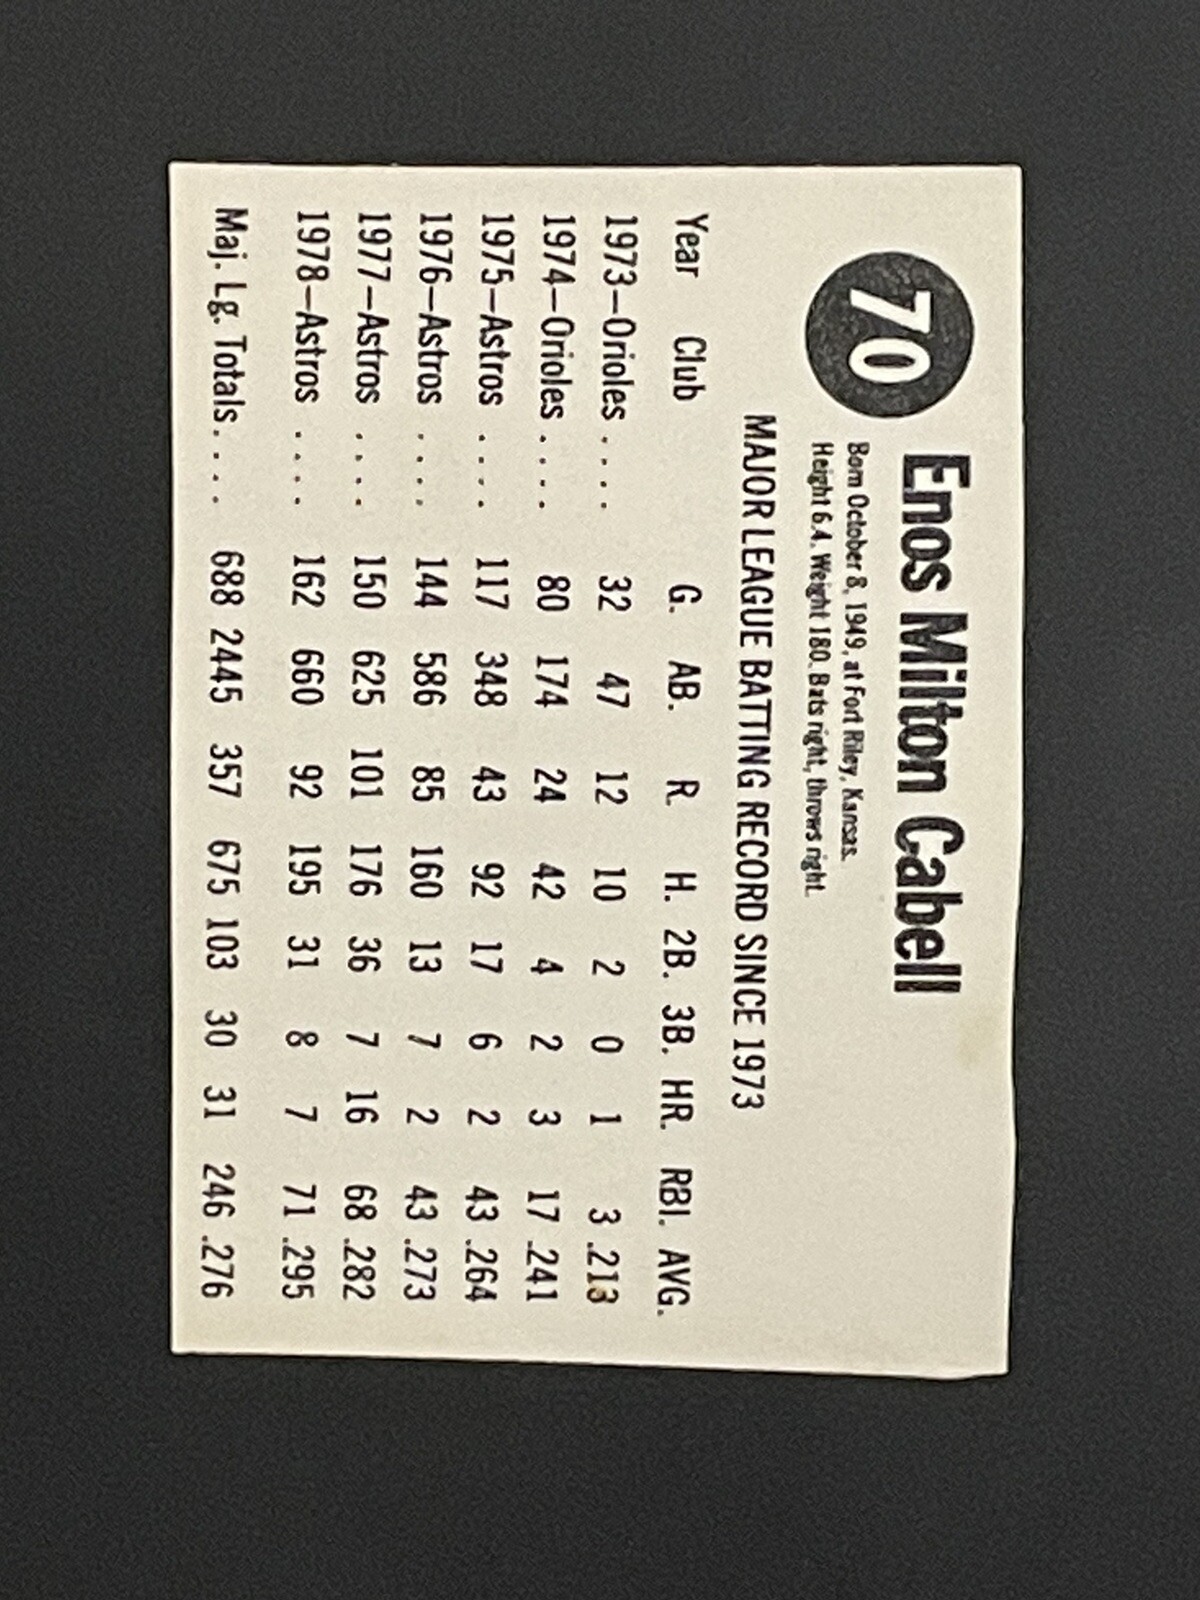 70 Enos Milton Cabell
Born October 8, 1949, at Fort Riley, Kansas.
Height 6.4. Weight 180. Bats right, throws right.
MAJOR LEAGUE BATTING RECORD SINCE 1973
Year Club G. AB. R. H. 2B. 3B. HR. RBI. AVG.
1973—Orioles .... 32 47 12 10 2 0 1 3 .213
1974—Orioles .... 80 174 24 42 4 2 3 17 .241
1975—Astros .... 117 348 43 92 17 6 2 43 .264
1976—Astros .... 144 586 85 160 13 7 2 43 .273
1977—Astros .... 150 625 101 176 36 7 16 68 .282
1978—Astros .... 162 660 92 195 31 8 7 71 .295
Maj. Lg. Totals.... 688 2445 357 675 103 30 31 246 .276